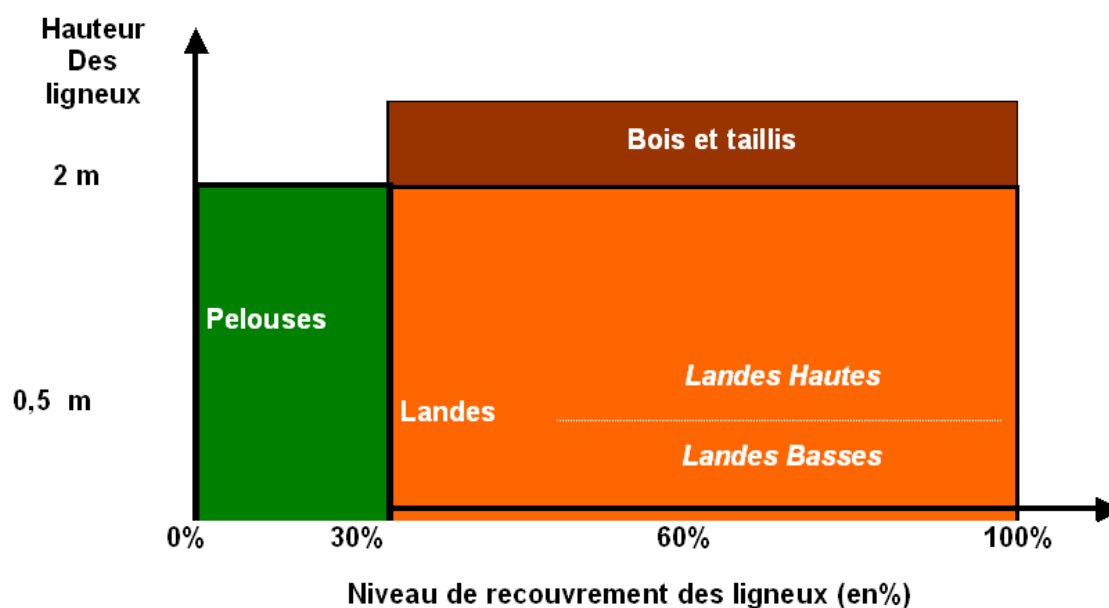 Hauteur
Des
ligneux
Bois et taillis
2 m
Pelouses
Landes Hautes
0,5 m
Landes
Landes Basses
0% 30% 60% 100%
Niveau de recouvrement des ligneux (en%)